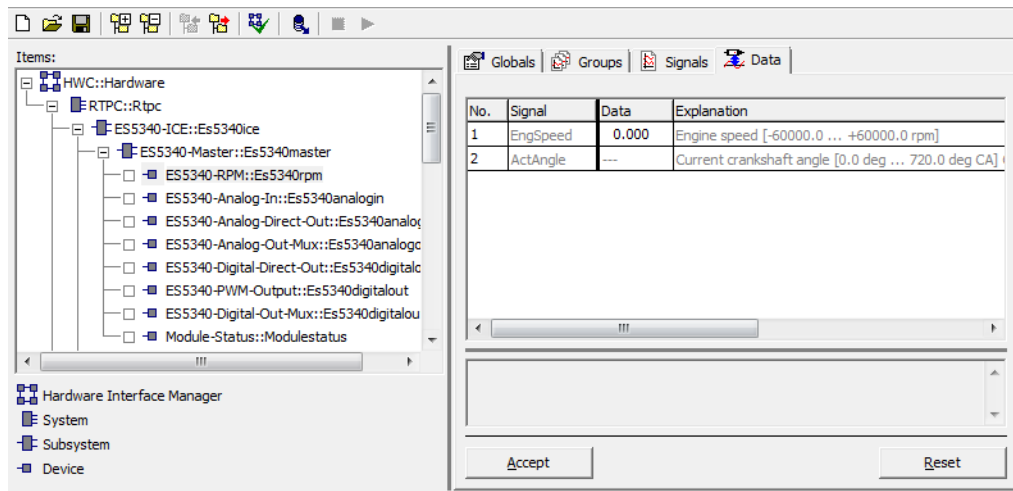 Items:
HWC::Hardware
RTPC::Rtpc
ES5340-ICE::Es5340ice
ES5340-Master::Es5340master
ES5340-RPM::Es5340rpm
ES5340-Analog-In::Es5340analogin
ES5340-Analog-Direct-Out::Es5340analog
ES5340-Analog-Out-Mux::Es5340analogo
ES5340-Digital-Direct-Out::Es5340digitalo
ES5340-PWM-Output::Es5340digitalout
ES5340-Digital-Out-Mux::Es5340digitalou
Module-Status::Modulestatus
Hardware Interface Manager
System
Subsystem
Device
Globals Groups Signals Data
No. Signal Data Explanation
1 EngSpeed 0.000 Engine speed [-60000.0 ... +60000.0 rpm]
2 ActAngle --- Current crankshaft angle [0.0 deg ... 720.0 deg CA]
Accept Reset